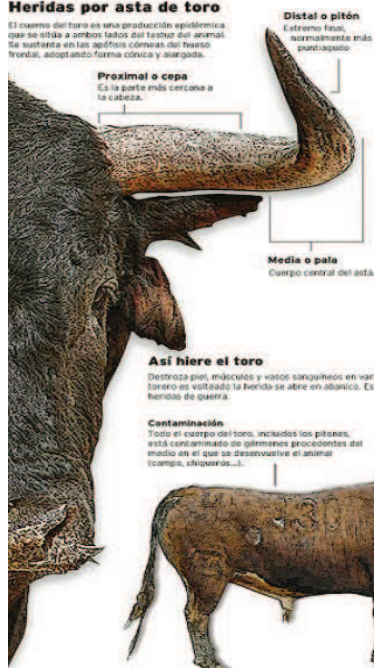 Heridas por asta de toro
El cuerno del toro es una producción epidérmica
que se sitúa a ambos lados del testuz del animal.
Se sustenta en las apófisis córneas del hueso
frontal, adoptando forma cónica y alargada.
Distal o pitón
Extremo final,
normalmente más
puntiagudo
Proximal o cepa
Es la parte más cercana a
la cabeza.
Media o pala
Cuerpo central del asta.
Así hiere el toro
Destroza piel, músculos y vasos sanguíneos en var
torero es volteado la herida se abre en abanico. Es
heridas de guerra.
Contaminación
Todo el cuerpo del toro, incluidos los pitones,
está contaminado de gérmenes procedentes del
medio en el que se desenvuelve el animal
(campo, chiqueros...).